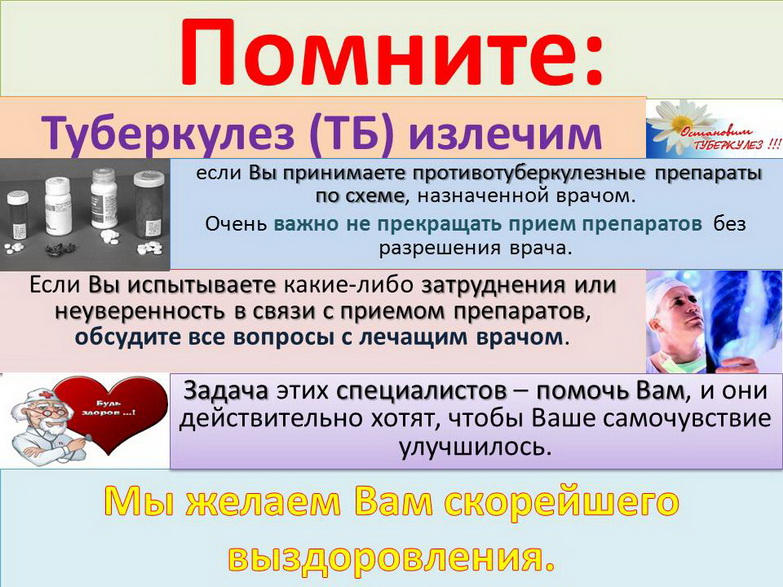 Помните:
Туберкулез (ТБ) излечим
Остановим
ТУБЕРКУЛЕЗ !!!
если Вы принимаете противотуберкулезные препараты
по схеме, назначенной врачом.
Очень важно не прекращать прием препаратов без
разрешения врача.
Если Вы испытываете какие-либо затруднения или
неуверенность в связи с приемом препаратов,
обсудите все вопросы с лечащим врачом.
Будь
здоров ...!
Задача этих специалистов – помочь Вам, и они
действительно хотят, чтобы Ваше самочувствие
улучшилось.
Мы желаем Вам скорейшего
выздоровления.